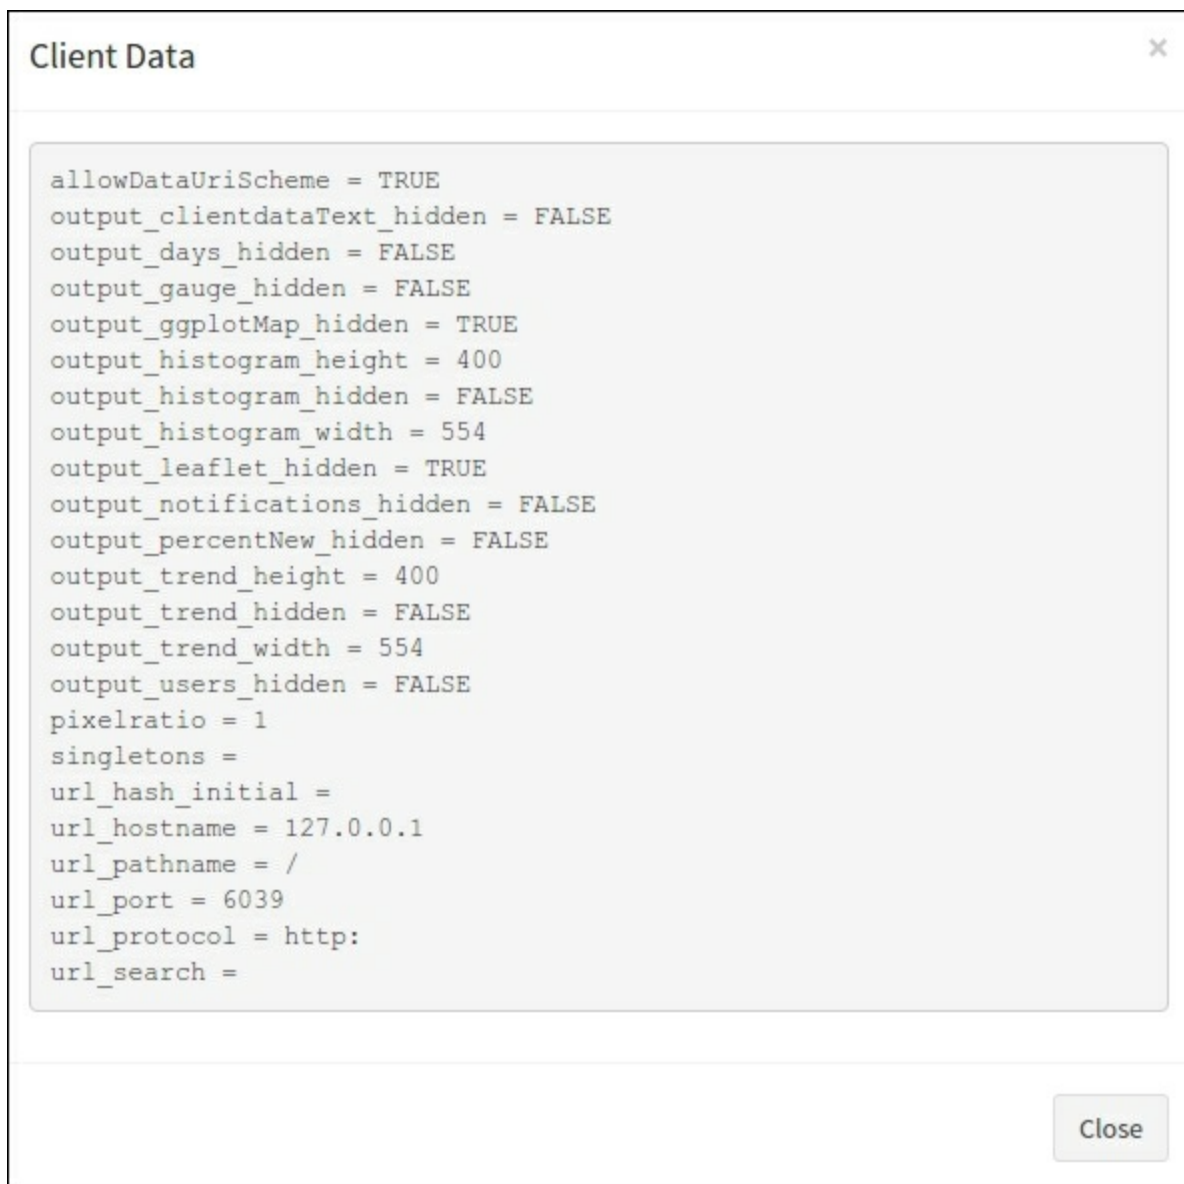 Client Data
×
allowDataUriScheme = TRUE
output_clientdataText_hidden = FALSE
output_days_hidden = FALSE
output_gauge_hidden = FALSE
output_ggplotMap_hidden = TRUE
output_histogram_height = 400
output_histogram_hidden = FALSE
output_histogram_width = 554
output_leaflet_hidden = TRUE
output_notifications_hidden = FALSE
output_percentNew_hidden = FALSE
output_trend_height = 400
output_trend_hidden = FALSE
output_trend_width = 554
output_users_hidden = FALSE
pixelratio = 1
singletons =
url_hash_initial =
url_hostname = 127.0.0.1
url_pathname = /
url_port = 6039
url_protocol = http:
url_search =
Close